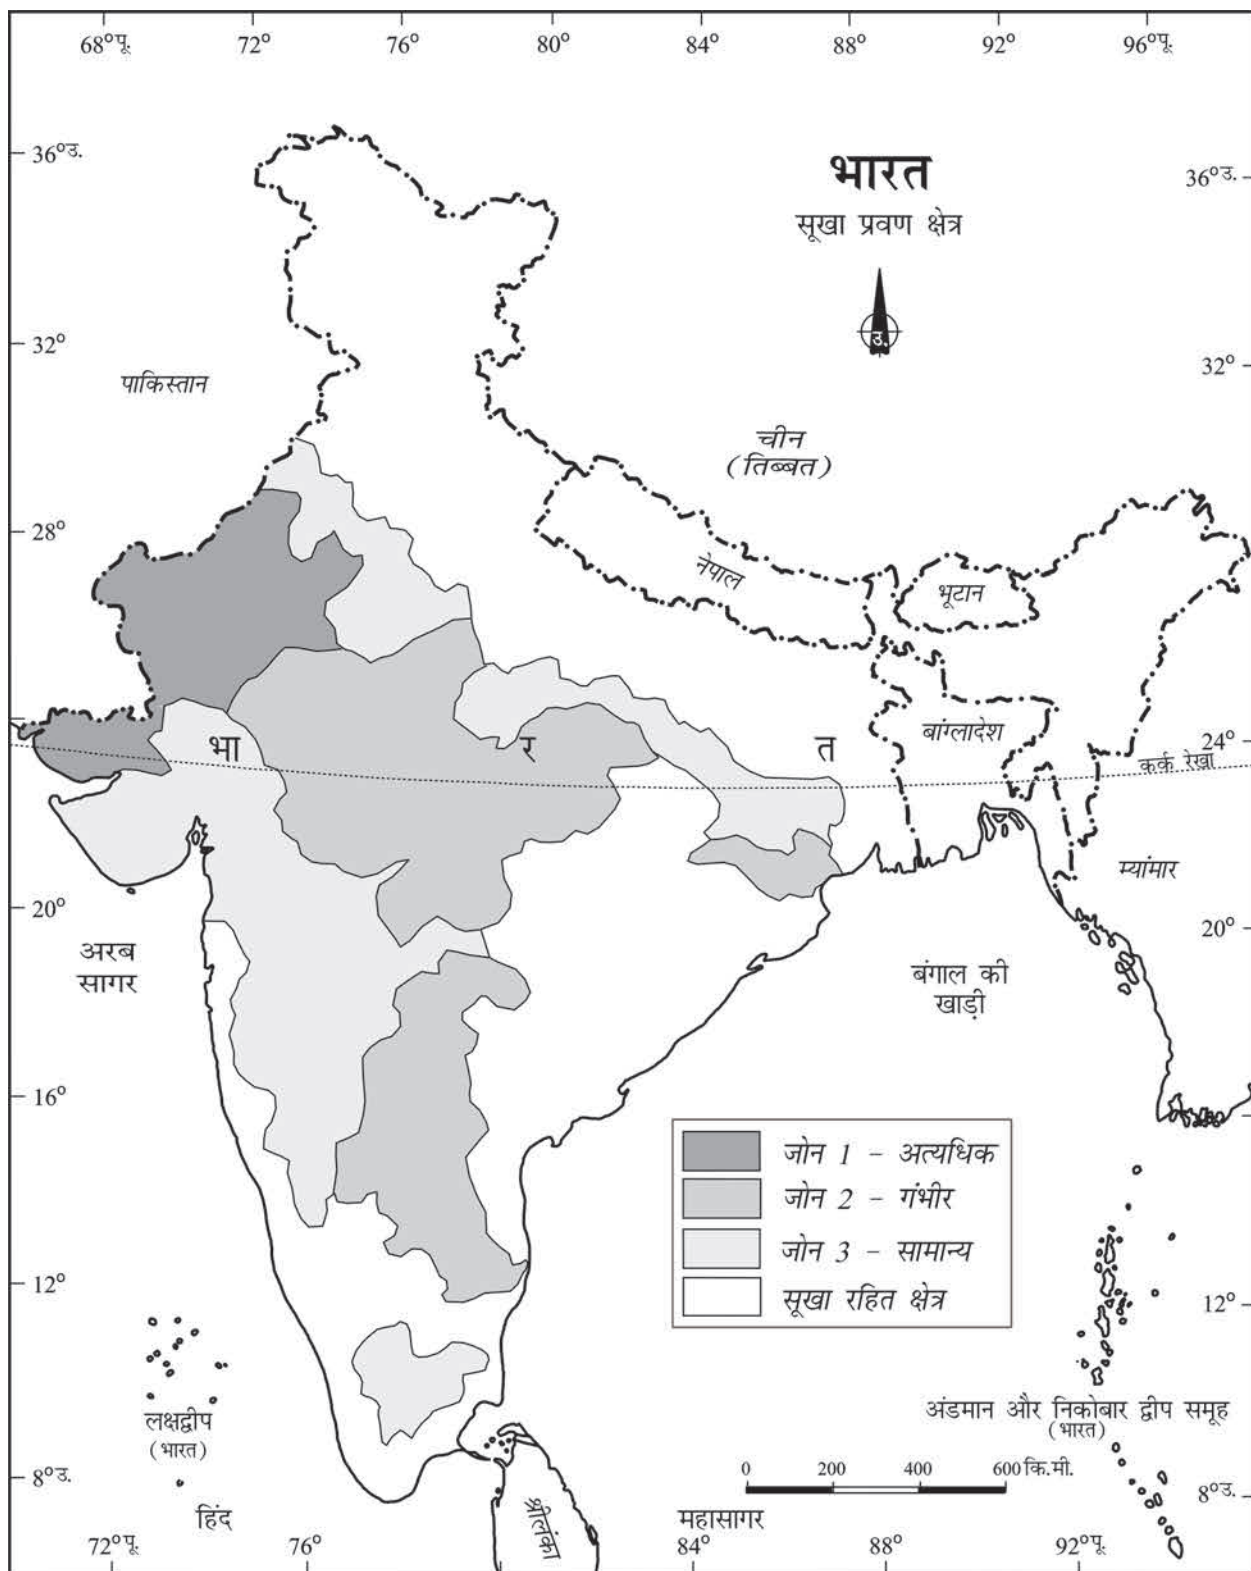 68°पू.
72°
76°
80°
84°
88°
92°
96°पू.
36°उ.
36°उ.
भारत
सूखा प्रवण क्षेत्र
उ.
32°
32°
पाकिस्तान
चीन
(तिब्बत)
28°
नेपाल
भूटान
भा
र
त
बांग्लादेश
24°
कर्क रेखा
म्यांमार
20°
20°
अरब
सागर
बंगाल की
खाड़ी
16°
जोन 1 - अत्यधिक
जोन 2 - गंभीर
जोन 3 - सामान्य
सूखा रहित क्षेत्र
12°
12°
लक्षद्वीप
(भारत)
अंडमान और निकोबार द्वीप समूह
(भारत)
0 200 400 600 कि.मी.
8°उ.
8°उ.
हिंद
श्रीलंका
महासागर
72°पू.
76°
84°
88°
92°पू.